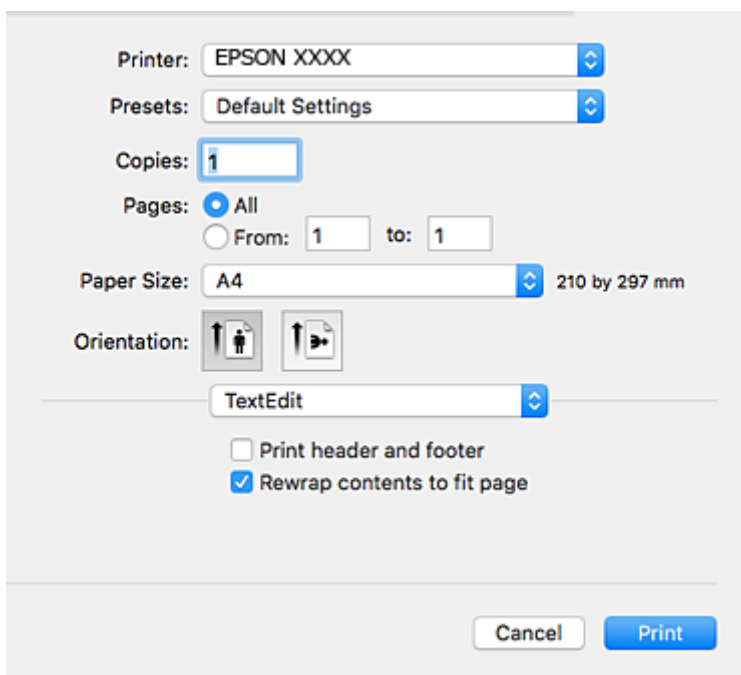 Printer: EPSON XXXX
Presets: Default Settings
Copies: 1
Pages: All
From: 1 to: 1
Paper Size: A4 210 by 297 mm
Orientation:
TextEdit
Print header and footer
Rewrap contents to fit page
Cancel Print